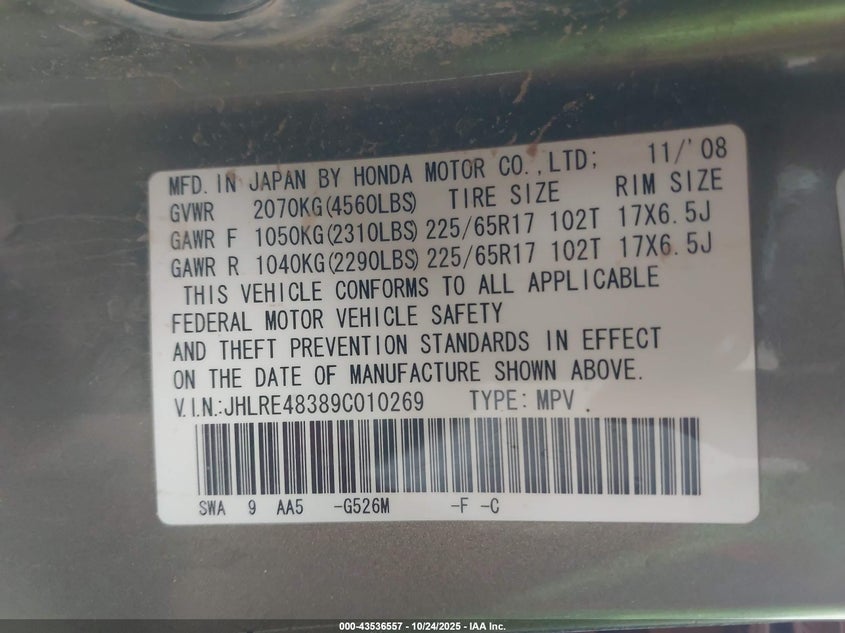 MFD. IN JAPAN BY HONDA MOTOR CO.,LTD; 11/'08
GVWR 2070KG(4560LBS) TIRE SIZE RIM SIZE
GAWR F 1050KG(2310LBS) 225/65R17 102T 17X6.5J
GAWR R 1040KG(2290LBS) 225/65R17 102T 17X6.5J
THIS VEHICLE CONFORMS TO ALL APPLICABLE
FEDERAL MOTOR VEHICLE SAFETY
AND THEFT PREVENTION STANDARDS IN EFFECT
ON THE DATE OF MANUFACTURE SHOWN ABOVE.
V.I.N.:JHLRE48389C010269 TYPE: MPV .
SWA 9 AA5 -G526M -F -C
000-43536557 - 10/24/2025 - IAA Inc.